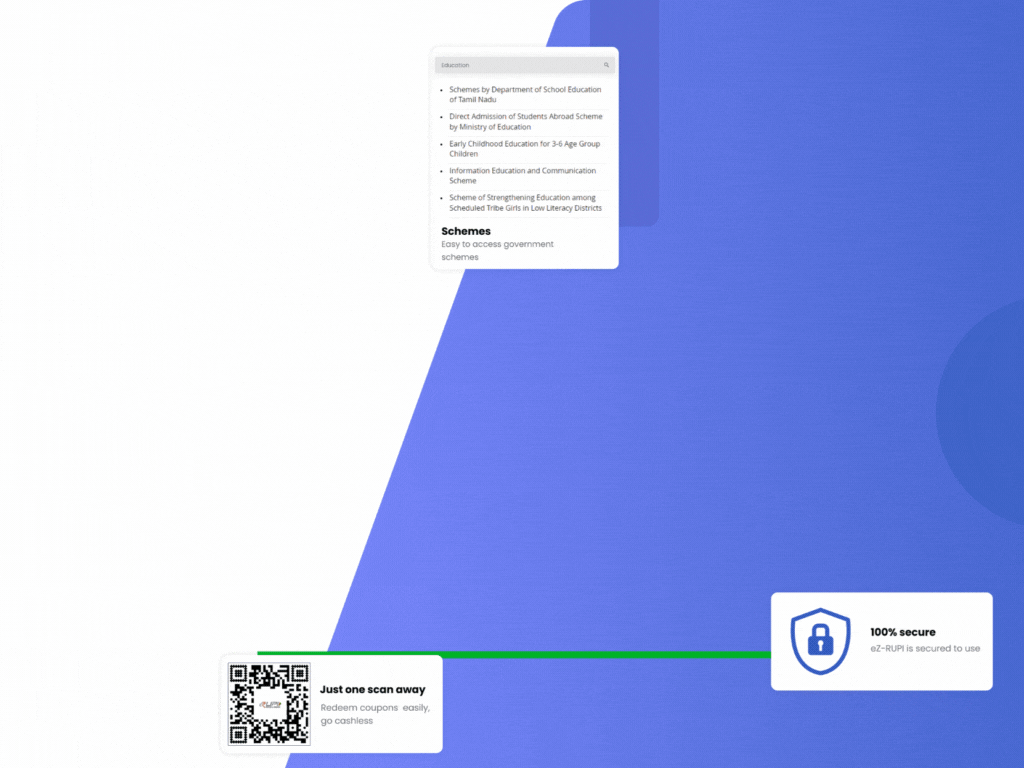 Education
• Schemes by Department of School Education
of Tamil Nadu
• Direct Admission of Students Abroad Scheme
by Ministry of Education
• Early Childhood Education for 3-6 Age Group
Children
• Information Education and Communication
Scheme
• Scheme of Strengthening Education among
Scheduled Tribe Girls in Low Literacy Districts
Schemes
Easy to access government
schemes
100% secure
eZ-RUPI is secured to use
Just one scan away
Redeem coupons easily,
go cashless